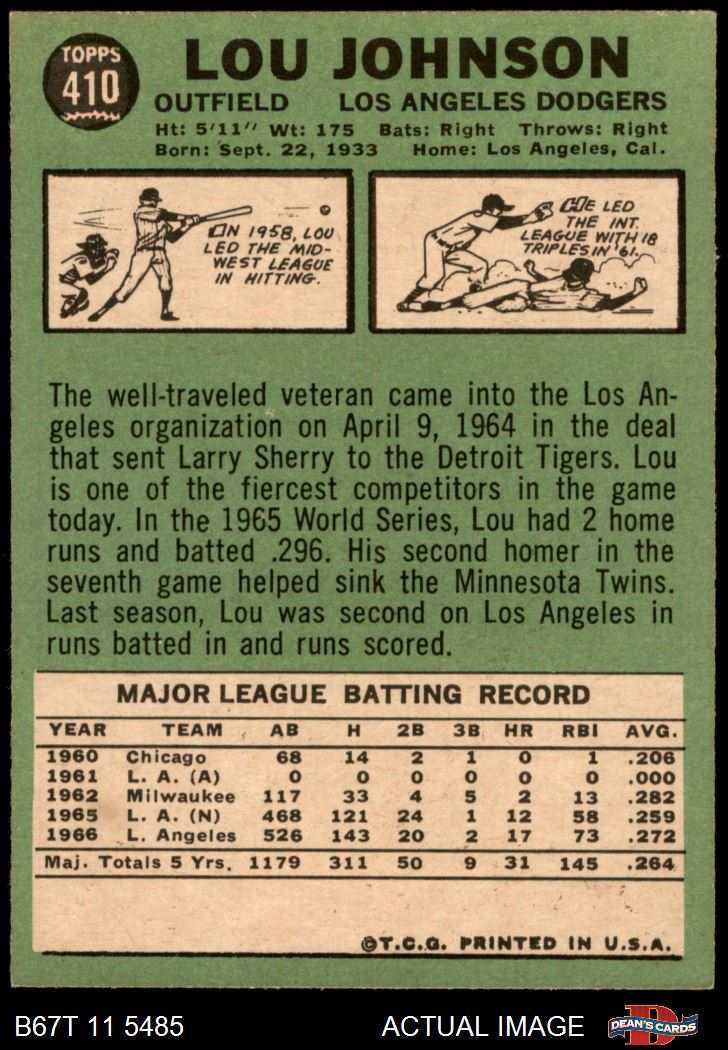 TOPPS
410
LOU JOHNSON
OUTFIELD LOS ANGELES DODGERS
Ht: 5'11" Wt: 175 Bats: Right Throws: Right
Born: Sept. 22, 1933 Home: Los Angeles, Cal.
IN 1958, LOU
LED THE MID-
WEST LEAGUE
IN HITTING.
HE LED
THE INT.
LEAGUE WITH 18
TRIPLES IN '61.
The well-traveled veteran came into the Los An-
geles organization on April 9, 1964 in the deal
that sent Larry Sherry to the Detroit Tigers. Lou
is one of the fiercest competitors in the game
today. In the 1965 World Series, Lou had 2 home
runs and batted .296. His second homer in the
seventh game helped sink the Minnesota Twins.
Last season, Lou was second on Los Angeles in
runs batted in and runs scored.
MAJOR LEAGUE BATTING RECORD
YEAR TEAM AB H 2B 3B HR RBI AVG.
1960 Chicago 68 14 2 1 0 1 .206
1961 L. A. (A) 0 0 0 0 0 0 .000
1962 Milwaukee 117 33 4 5 2 13 .282
1965 L. A. (N) 468 121 24 1 12 58 .259
1966 L. Angeles 526 143 20 2 17 73 .272
Maj. Totals 5 Yrs. 1179 311 50 9 31 145 .264
©T.C.G. PRINTED IN U.S.A.
B67T 11 5485 ACTUAL IMAGE DEAN'S CARDS